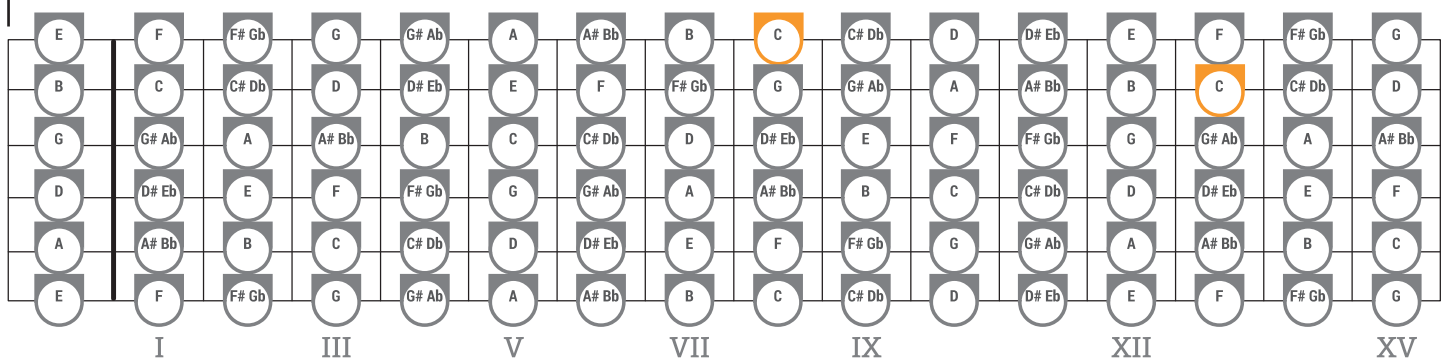 E F F# Gb G G# Ab A A# Bb B C C# Db D D# Eb E F F# Gb G
B C C# Db D D# Eb E F F# Gb G G# Ab A A# Bb B C C# Db D
G G# Ab A A# Bb B C C# Db D D# Eb E F F# Gb G G# Ab A A# Bb
D D# Eb E F F# Gb G G# Ab A A# Bb B C C# Db D D# Eb E F
A A# Bb B C C# Db D D# Eb E F F# Gb G G# Ab A A# Bb B C
E F F# Gb G G# Ab A A# Bb B C C# Db D D# Eb E F F# Gb G
I III V VII IX XII XV